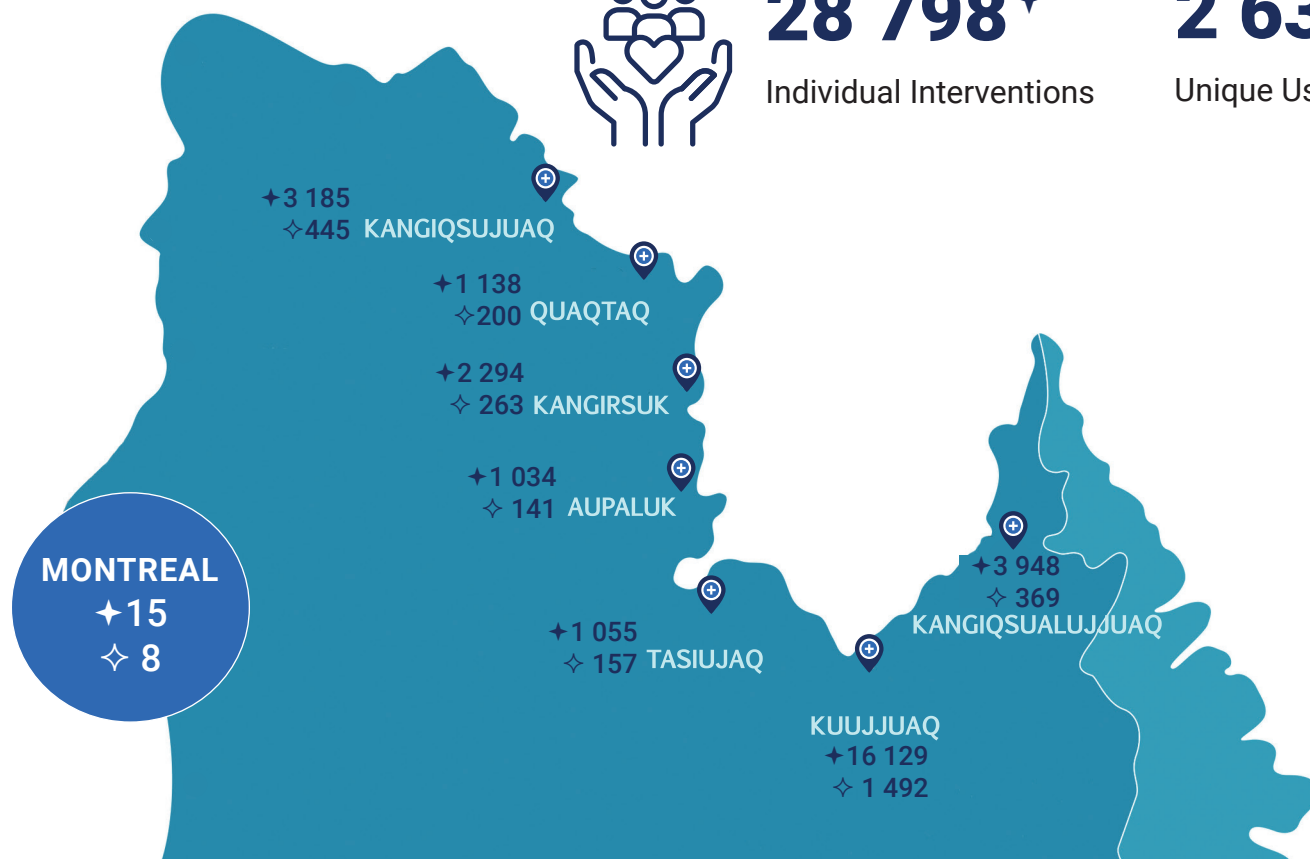 28 798✦
2 63
Individual Interventions
Unique Us
✦3 185
✧445 KANGIQSUJUAQ
✦1 138
✧200 QUAQTAQ
✦2 294
✧ 263 KANGIRSUK
✦1 034
✧ 141 AUPALUK
MONTREAL
✦15
✧ 8
✦3 948
✧ 369
KANGIQSUALUJJUAQ
✦1 055
✧ 157 TASIUJAQ
KUUJJUAQ
✦16 129
✧ 1 492